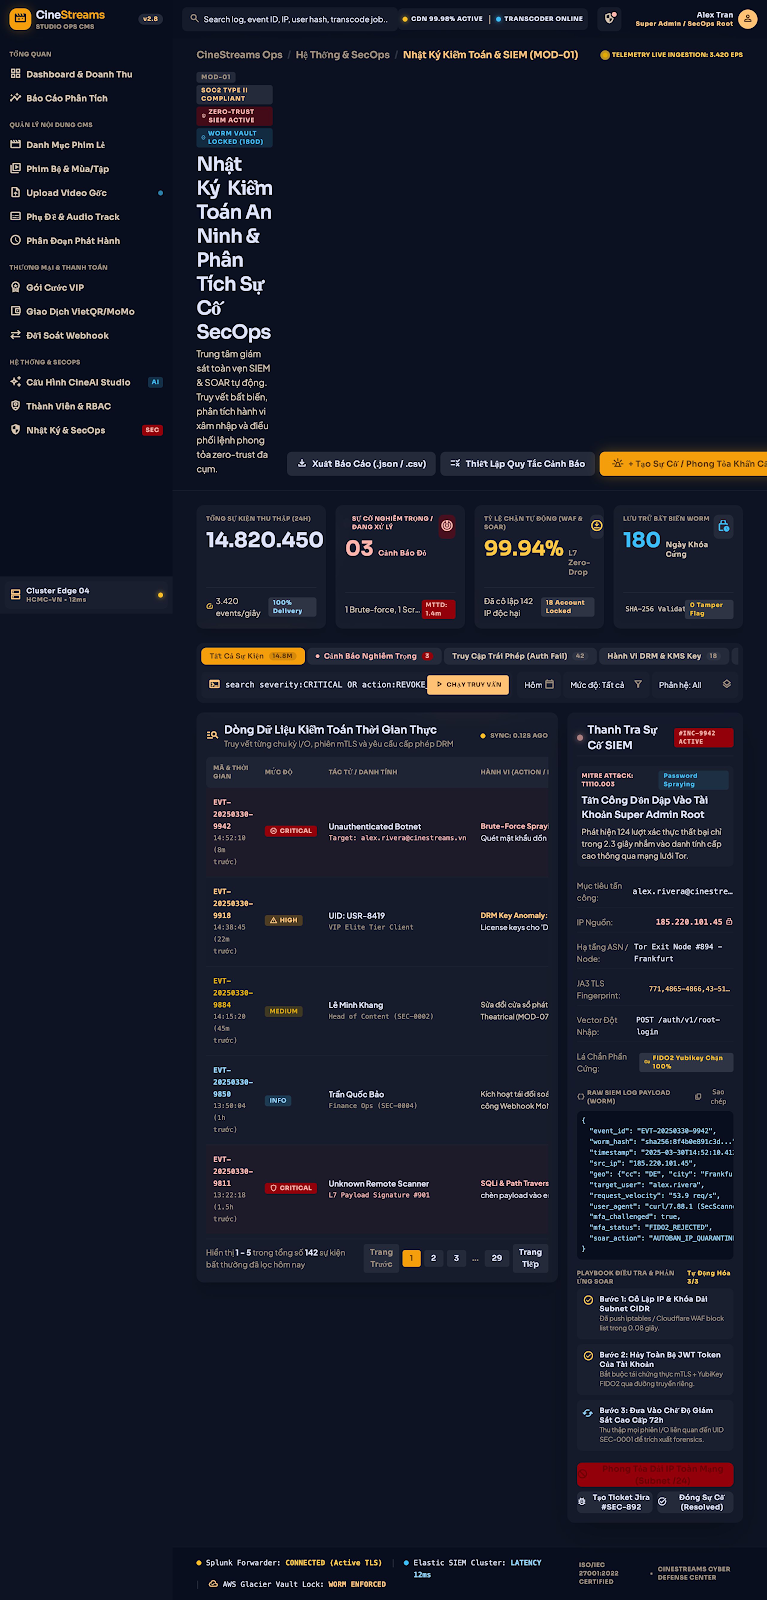 CineStreams
STUDIO OPS CMS
v2.8
Search log, event ID, IP, user hash, transcode job..
CDN 99.98% ACTIVE
TRANSCODER ONLINE
Alex Tran
Super Admin / SecOps Root
TỔNG QUAN
Dashboard & Doanh Thu
Báo Cáo Phân Tích
QUẢN LÝ NỘI DUNG CMS
Danh Mục Phim Lẻ
Phim Bộ & Mùa/Tập
Upload Video Gốc
Phụ Đề & Audio Track
Phân Đoạn Phát Hành
THƯƠNG MẠI & THANH TOÁN
Gói Cước VIP
Giao Dịch VietQR/MoMo
Đối Soát Webhook
HỆ THỐNG & SECOPS
Cấu Hình CineAI Studio
AI
Thành Viên & RBAC
Nhật Ký & SecOps
SEC
Cluster Edge 04
HCMC-VN • 12ms
CineStreams Ops / Hệ Thống & SecOps / Nhật Ký Kiểm Toán & SIEM (MOD-01)
TELEMETRY LIVE INGESTION: 3.420 EPS
MOD-01
SOC2 TYPE II
COMPLIANT
ZERO-TRUST
SIEM ACTIVE
WORM VAULT
LOCKED (180D)
Nhật
Ký Kiểm
Toán An
Ninh &
Phân
Tích Sự
Cố
SecOps
Trung tâm giám
sát toàn vẹn SIEM
& SOAR tự động.
Truy vết bất biến,
phân tích hành vi
xâm nhập và điều
phối lệnh phong
tỏa zero-trust đa
cụm.
Xuất Báo Cáo (.json / .csv)
Thiết Lập Quy Tắc Cảnh Báo
+ Tạo Sự Cố / Phong Tỏa Khẩn C
TỔNG SỰ KIỆN THU THẬP (24H)
14.820.450
3.420
events/giây
100%
Delivery
SỰ CỐ NGHIÊM TRỌNG /
ĐANG XỬ LÝ
03 Cảnh Báo Đỏ
1 Brute-force, 1 Scr…
MTTD:
1.4m
TỶ LỆ CHẶN TỰ ĐỘNG (WAF &
SOAR)
99.94% L7
Zero-
Drop
Đã cô lập 142
IP độc hại
18 Account
Locked
LƯU TRỮ BẤT BIẾN WORM
180 Ngày Khóa
Cứng
SHA-256 Validat
0 Tamper
Flag
Tất Cả Sự Kiện 14.8M
Cảnh Báo Nghiêm Trọng 3
Truy Cập Trái Phép (Auth Fail) 42
Hành Vi DRM & KMS Key 18
search severity:CRITICAL OR action:REVOKE_
CHẠY TRUY VẤN
Hôm
Mức độ: Tất cả
Phân hệ: All
Dòng Dữ Liệu Kiểm Toán Thời Gian Thực
Truy vết từng chu kỳ I/O, phiên mTLS và yêu cầu cấp phép DRM
SYNC: 0.12S AGO
MÃ & THỜI
GIAN
MỨC ĐỘ
TÁC TỬ / DANH TÍNH
HÀNH VI (ACTION /
EVT-
20250330-
9942
14:52:10
(8m
trước)
CRITICAL
Unauthenticated Botnet
Target: alex.rivera@cinestreams.vn
Brute-Force Sprayi
Quét mật khẩu dồn
EVT-
20250330-
9918
14:38:45
(22m
trước)
HIGH
UID: USR-8419
VIP Elite Tier Client
DRM Key Anomaly:
License keys cho 'D
EVT-
20250330-
9884
14:15:20
(45m
trước)
MEDIUM
Lê Minh Khang
Head of Content (SEC-0002)
Sửa đổi cửa sổ phát
Theatrical (MOD-07
EVT-
20250330-
9850
13:50:04
(1h
trước)
INFO
Trần Quốc Bảo
Finance Ops (SEC-0004)
Kích hoạt tái đối soá
cổng Webhook Mo
EVT-
20250330-
9811
13:22:18
(1.5h
trước)
CRITICAL
Unknown Remote Scanner
L7 Payload Signature #901
SQLi & Path Travers
chèn payload vào e
Hiển thị 1 - 5 trong tổng số 142 sự kiện
bất thường đã lọc hôm nay
Trang
Trước
1
2
3
...
29
Trang
Tiếp
Thanh Tra Sự
Cố SIEM
#INC-9942
ACTIVE
MITRE ATT&CK:
T1110.003
Password
Spraying
Tấn Công Dồn Dập Vào Tài
Khoản Super Admin Root
Phát hiện 124 lượt xác thực thất bại chỉ
trong 2.3 giây nhắm vào danh tính cấp
cao thông qua mạng lưới Tor.
Mục tiêu tấn
công:
alex.rivera@cinestre…
IP Nguồn:
185.220.101.45
Hạ tầng ASN /
Node:
Tor Exit Node #894 -
Frankfurt
JA3 TLS
Fingerprint:
771,4865-4866,43-51…
Vector Đột
Nhập:
POST /auth/v1/root-
login
Lá Chắn Phần
Cứng:
FIDO2 Yubikey Chặn
100%
RAW SIEM LOG PAYLOAD
(WORM)
Sao
chép
{
"event_id": "EVT-20250330-9942",
"worm_hash": "sha256:8f4b0e891c3d..."
"timestamp": "2025-03-30T14:52:10.41
"src_ip": "185.220.101.45",
"geo": {"cc": "DE", "city": "Frankfu
"target_user": "alex.rivera",
"request_velocity": "53.9 req/s",
"user_agent": "curl/7.88.1 (SecScann
"mfa_challenged": true,
"mfa_status": "FIDO2_REJECTED",
"soar_action": "AUTOBAN_IP_QUARANTIN
}
PLAYBOOK ĐIỀU TRA & PHẢN
ỨNG SOAR
Tự Động Hóa
3/3
Bước 1: Cô Lập IP & Khóa Dải
Subnet CIDR
Đã push iptables / Cloudflare WAF block
list trong 0.08 giây.
Bước 2: Hủy Toàn Bộ JWT Token
Của Tài Khoản
Bắt buộc tái chứng thực mTLS + YubiKey
FIDO2 qua đường truyền riêng.
Bước 3: Đưa Vào Chế Độ Giám
Sát Cao Cấp 72h
Thu thập mọi phiên I/O liên quan đến UID
SEC-0001 để trích xuất forensics.
Phong Tỏa Dải IP Toàn Mạng
(Subnet /24)
Tạo Ticket Jira
#SEC-892
Đóng Sự Cố
(Resolved)
Splunk Forwarder: CONNECTED (Active TLS)
Elastic SIEM Cluster: LATENCY
12ms
AWS Glacier Vault Lock: WORM ENFORCED
ISO/IEC
27001:2022
CERTIFIED
CINESTREAMS CYBER
DEFENSE CENTER